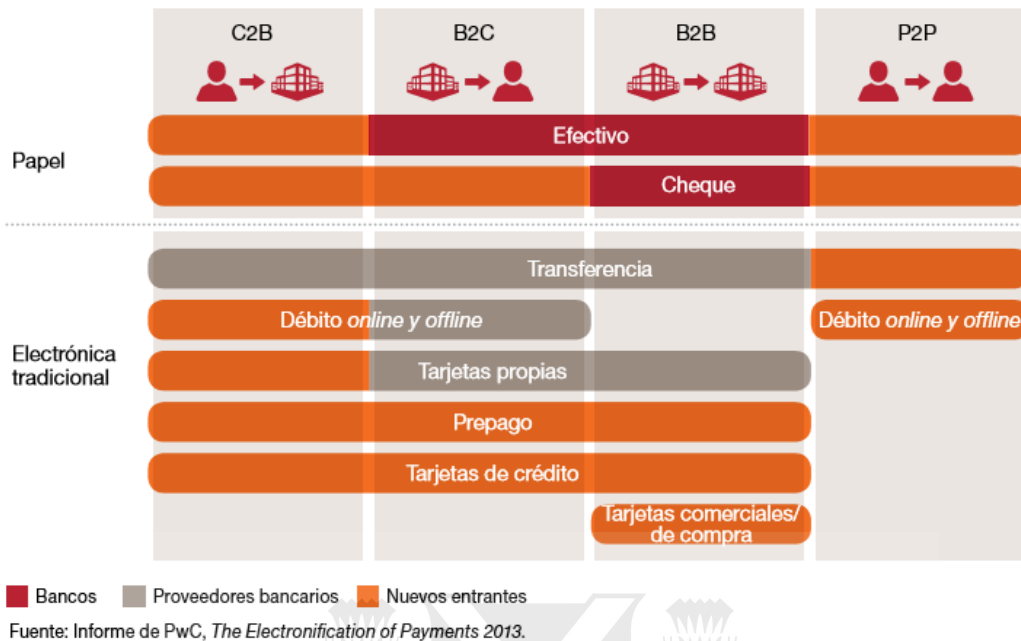 C2B
B2C
B2B
P2P
Papel
Efectivo
Cheque
Transferencia
Débito online y offline
Débito online y offline
Electrónica
tradicional
Tarjetas propias
Prepago
Tarjetas de crédito
Tarjetas comerciales/
de compra
Bancos
Proveedores bancarios
Nuevos entrantes
Fuente: Informe de PwC, The Electronification of Payments 2013.